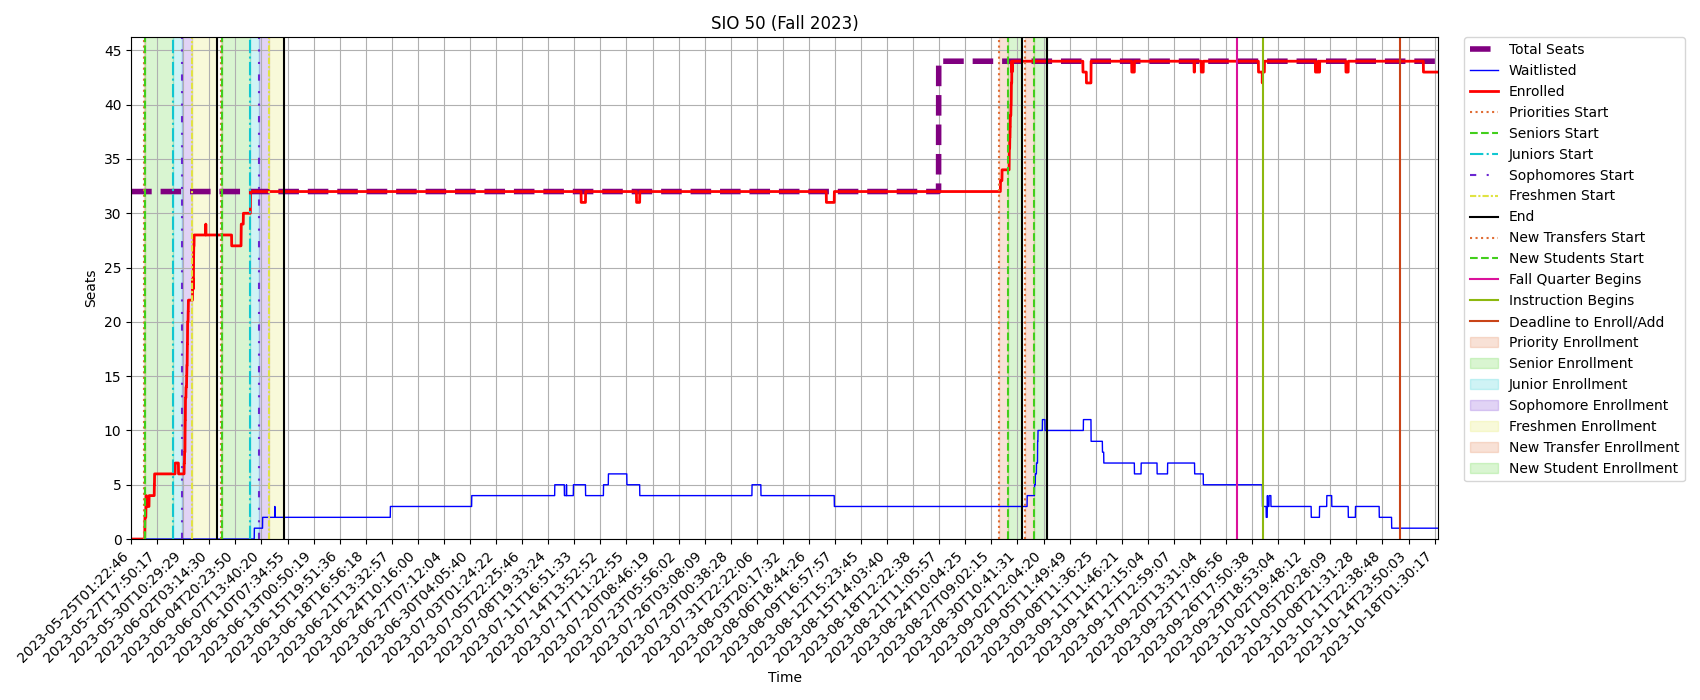 SIO 50 (Fall 2023)
Seats
45
40
35
30
25
20
15
10
5
0
2023-05-25T01:22:46
2023-05-27T17:50:17
2023-05-30T10:29:29
2023-06-02T03:14:30
2023-06-04T20:23:50
2023-06-07T13:40:20
2023-06-10T07:34:53
2023-06-13T00:50:19
2023-06-15T19:51:36
2023-06-18T16:56:18
2023-06-21T13:32:57
2023-06-24T10:16:00
2023-06-27T07:12:04
2023-06-30T04:05:40
2023-07-03T01:24:22
2023-07-05T22:25:46
2023-07-08T19:33:24
2023-07-11T16:51:33
2023-07-14T13:52:52
2023-07-17T11:22:55
2023-07-20T08:46:19
2023-07-23T05:56:02
2023-07-26T03:08:09
2023-07-29T00:38:28
2023-07-31T22:22:06
2023-08-03T20:17:32
2023-08-06T18:44:26
2023-08-09T16:57:57
2023-08-12T15:23:45
2023-08-15T14:03:40
2023-08-18T12:22:38
2023-08-21T11:05:57
2023-08-24T10:04:25
2023-08-27T09:02:15
2023-08-30T10:41:31
2023-09-02T12:04:20
2023-09-05T11:49:49
2023-09-08T11:36:25
2023-09-11T11:46:21
2023-09-14T12:15:04
2023-09-17T12:59:07
2023-09-20T13:31:04
2023-09-23T17:06:56
2023-09-26T17:50:38
2023-09-29T18:53:04
2023-10-02T19:48:12
2023-10-05T20:28:09
2023-10-08T21:31:28
2023-10-11T22:38:48
2023-10-14T23:50:03
2023-10-18T01:30:17
Time
Total Seats
Waitlisted
Enrolled
Priorities Start
Seniors Start
Juniors Start
Sophomores Start
Freshmen Start
End
New Transfers Start
New Students Start
Fall Quarter Begins
Instruction Begins
Deadline to Enroll/Add
Priority Enrollment
Senior Enrollment
Junior Enrollment
Sophomore Enrollment
Freshmen Enrollment
New Transfer Enrollment
New Student Enrollment